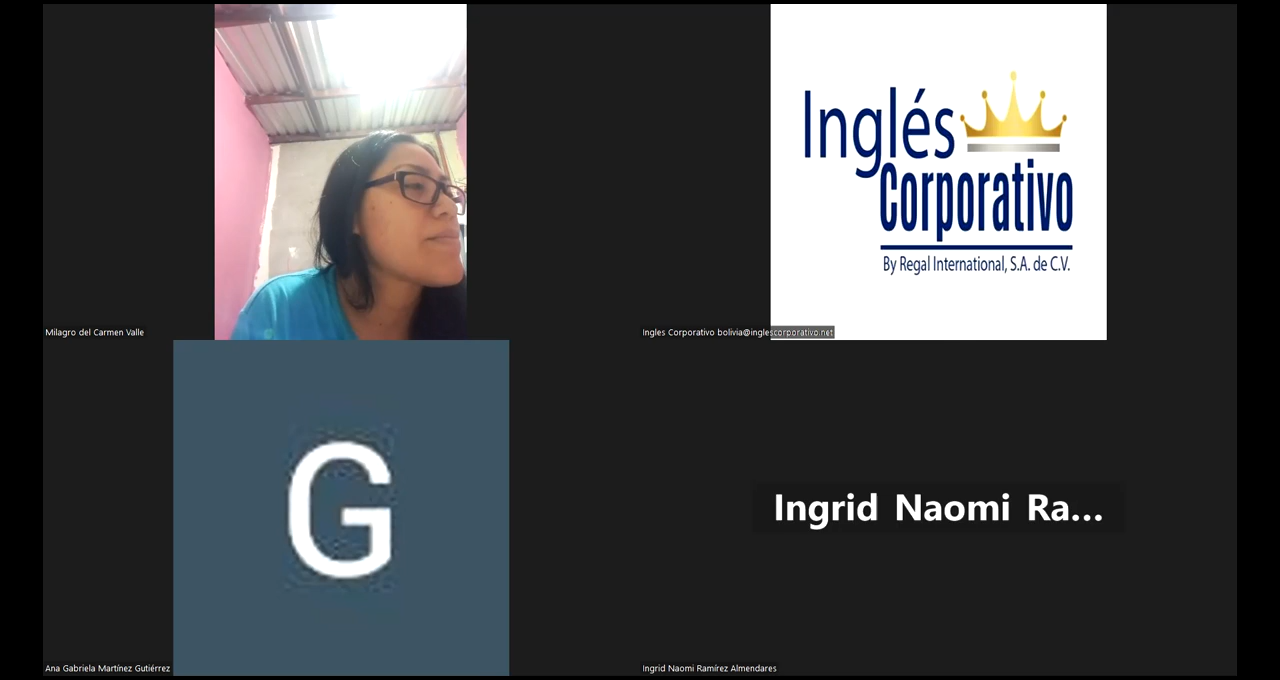 Inglés
Corporativo
By Regal International, S.A. de C.V.
Milagro del Carmen Valle
Ingles Corporativo bolivia@inglescorporativo.net
G
Ingrid Naomi Ra...
Ana Gabriela Martínez Gutiérrez
Ingrid Naomi Ramírez Almendares